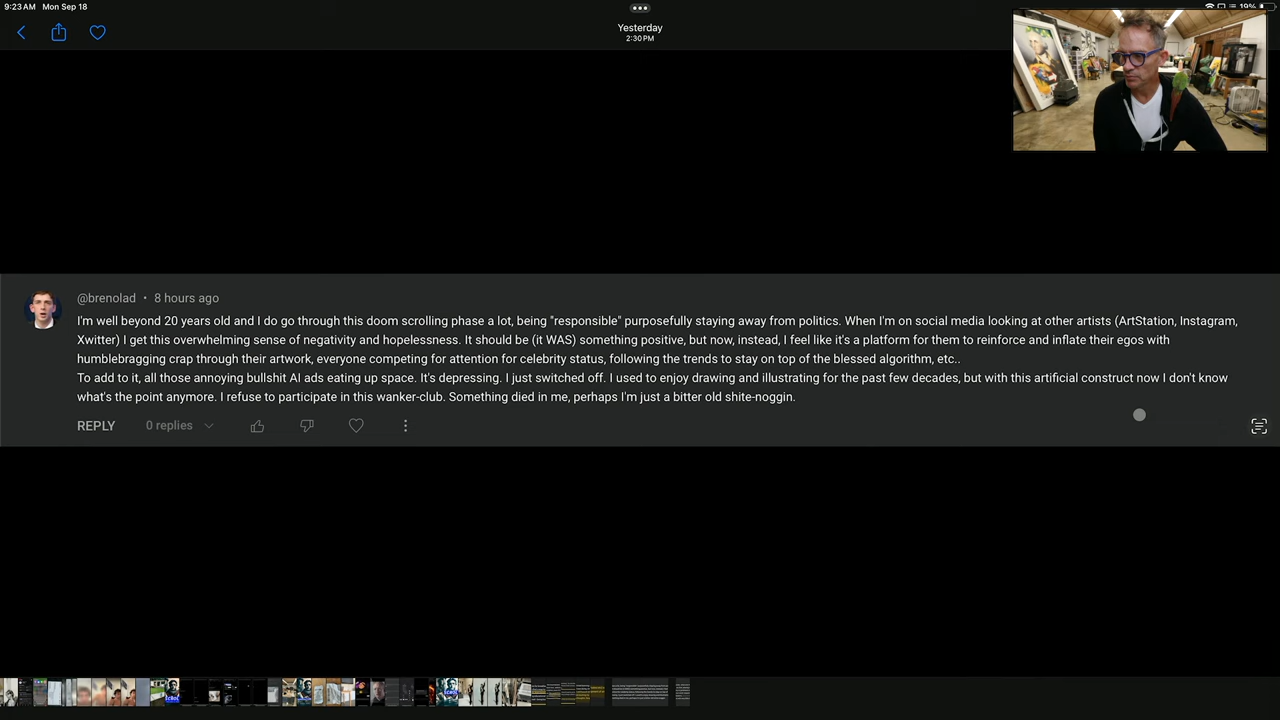 9:23 AM Mon Sep 18
19%
Yesterday
2:30 PM
@brenolad • 8 hours ago
I'm well beyond 20 years old and I do go through this doom scrolling phase a lot, being "responsible" purposefully staying away from politics. When I'm on social media looking at other artists (ArtStation, Instagram,
Xwitter) I get this overwhelming sense of negativity and hopelessness. It should be (it WAS) something positive, but now, instead, I feel like it's a platform for them to reinforce and inflate their egos with
humblebragging crap through their artwork, everyone competing for attention for celebrity status, following the trends to stay on top of the blessed algorithm, etc..
To add to it, all those annoying bullshit AI ads eating up space. It's depressing. I just switched off. I used to enjoy drawing and illustrating for the past few decades, but with this artificial construct now I don't know
what's the point anymore. I refuse to participate in this wanker-club. Something died in me, perhaps I'm just a bitter old shite-noggin.
REPLY 0 replies